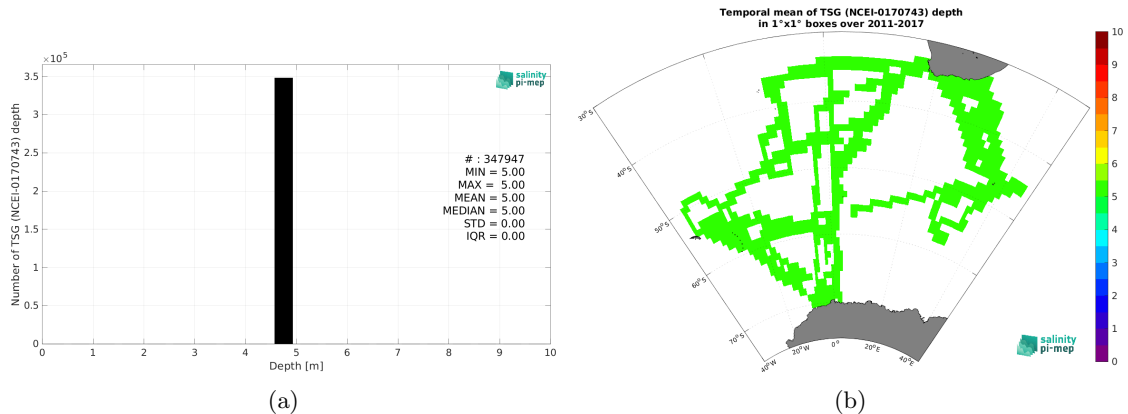 ×10^5
3.5
3
2.5
2
1.5
1
0.5
0
Number of TSG (NCEI-0170743) depth
0 1 2 3 4 5 6 7 8 9 10
Depth [m]
salinity
pi-mep
# : 347947
MIN = 5.00
MAX = 5.00
MEAN = 5.00
MEDIAN = 5.00
STD = 0.00
IQR = 0.00
(a)
Temporal mean of TSG (NCEI-0170743) depth
in 1°x1° boxes over 2011-2017
30°S
40°S
50°S
60°S
70°S
40°W
20°W
0°
20°E
40°E
10
9
8
7
6
5
4
3
2
1
0
salinity
pi-mep
(b)